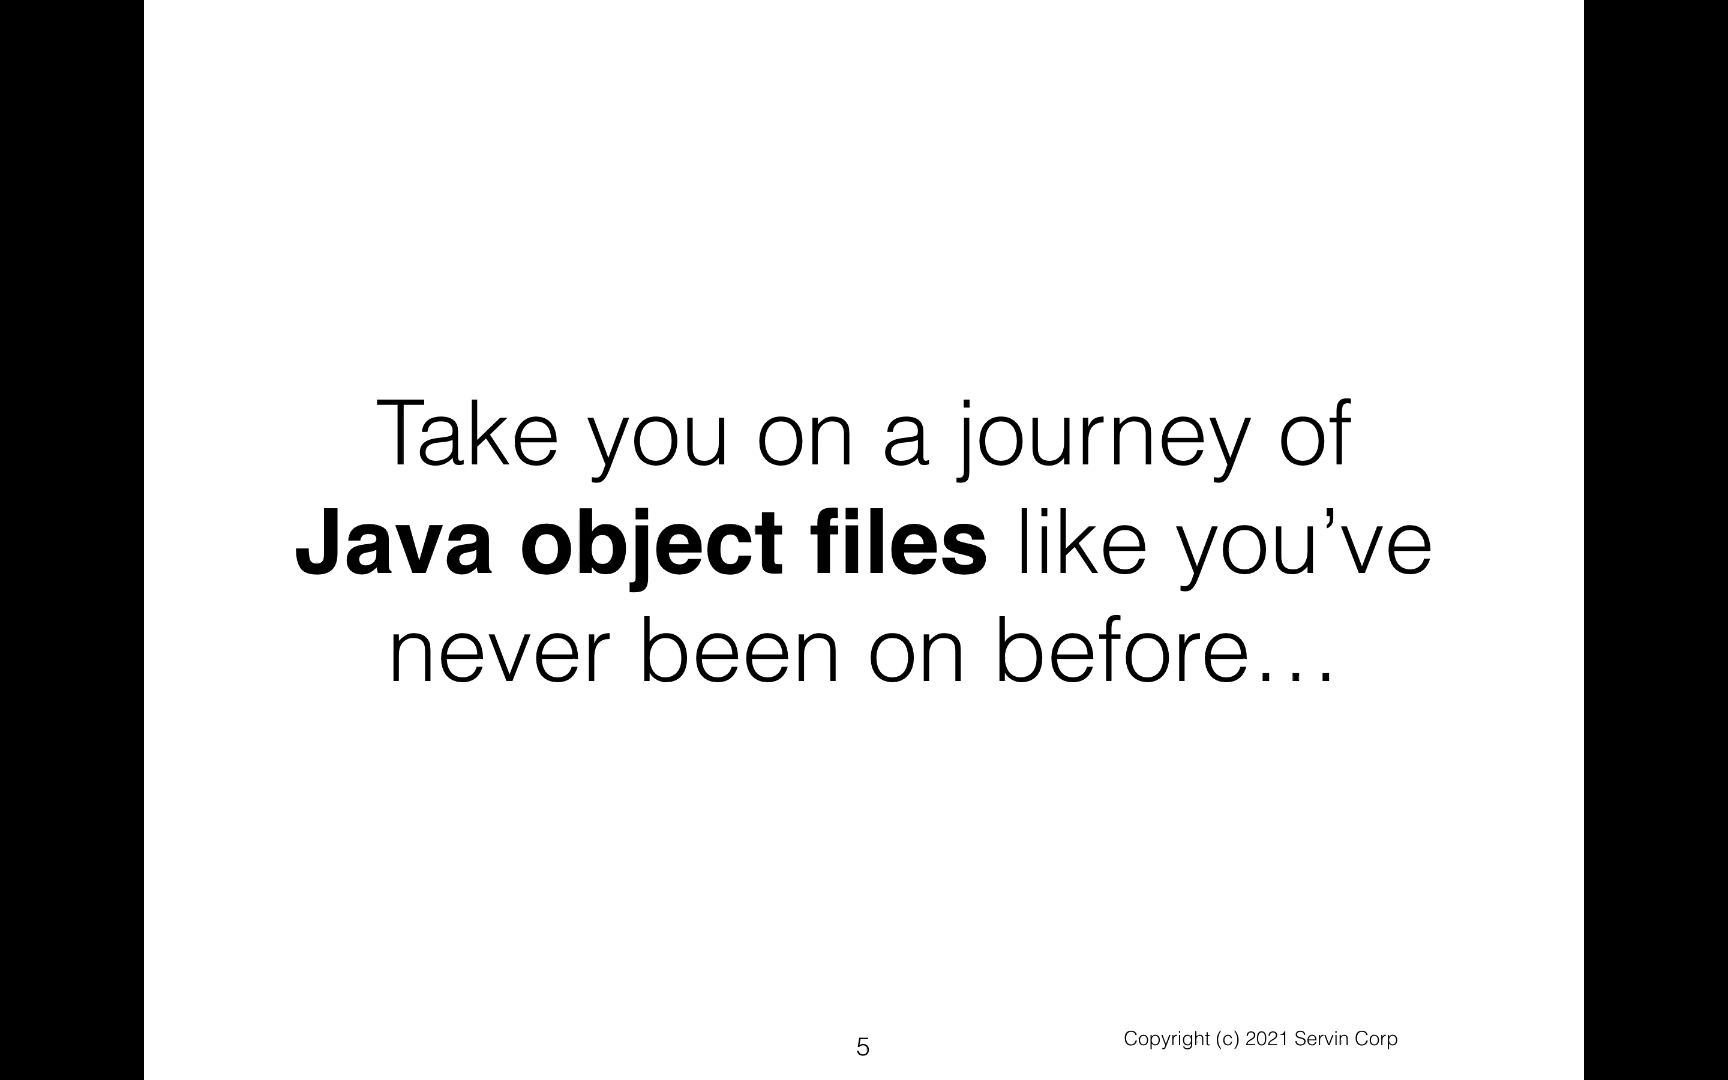 Take you on a journey of
Java object files like you’ve
never been on before…
5
Copyright (c) 2021 Servin Corp